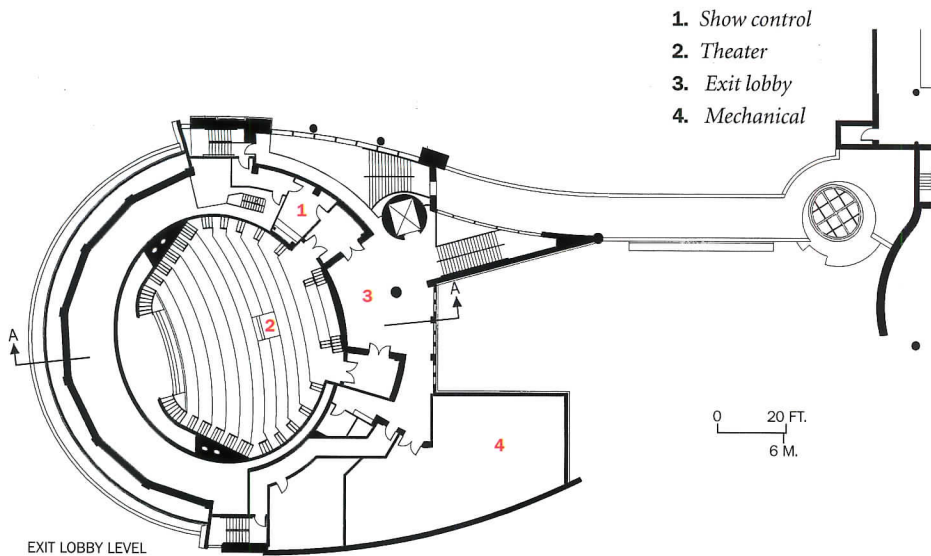 1. Show control
2. Theater
3. Exit lobby
4. Mechanical
1
A
3
A
2
4
0 20 FT.
6 M.
EXIT LOBBY LEVEL